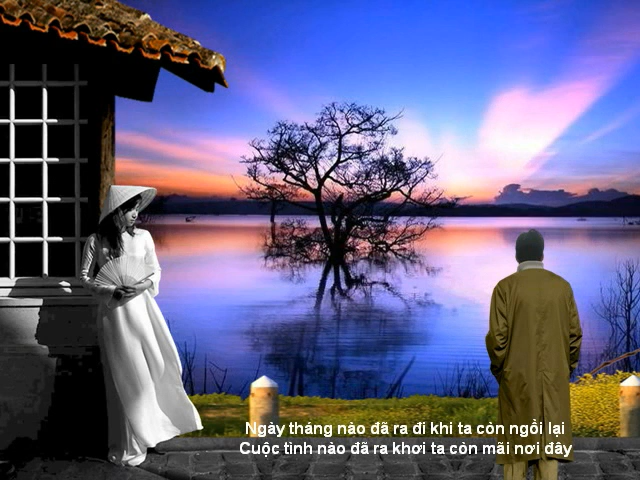 Ngày tháng nào đã ra đi khi ta còn ngồi lại
Cuộc tình nào đã ra khơi ta còn mãi nơi đây